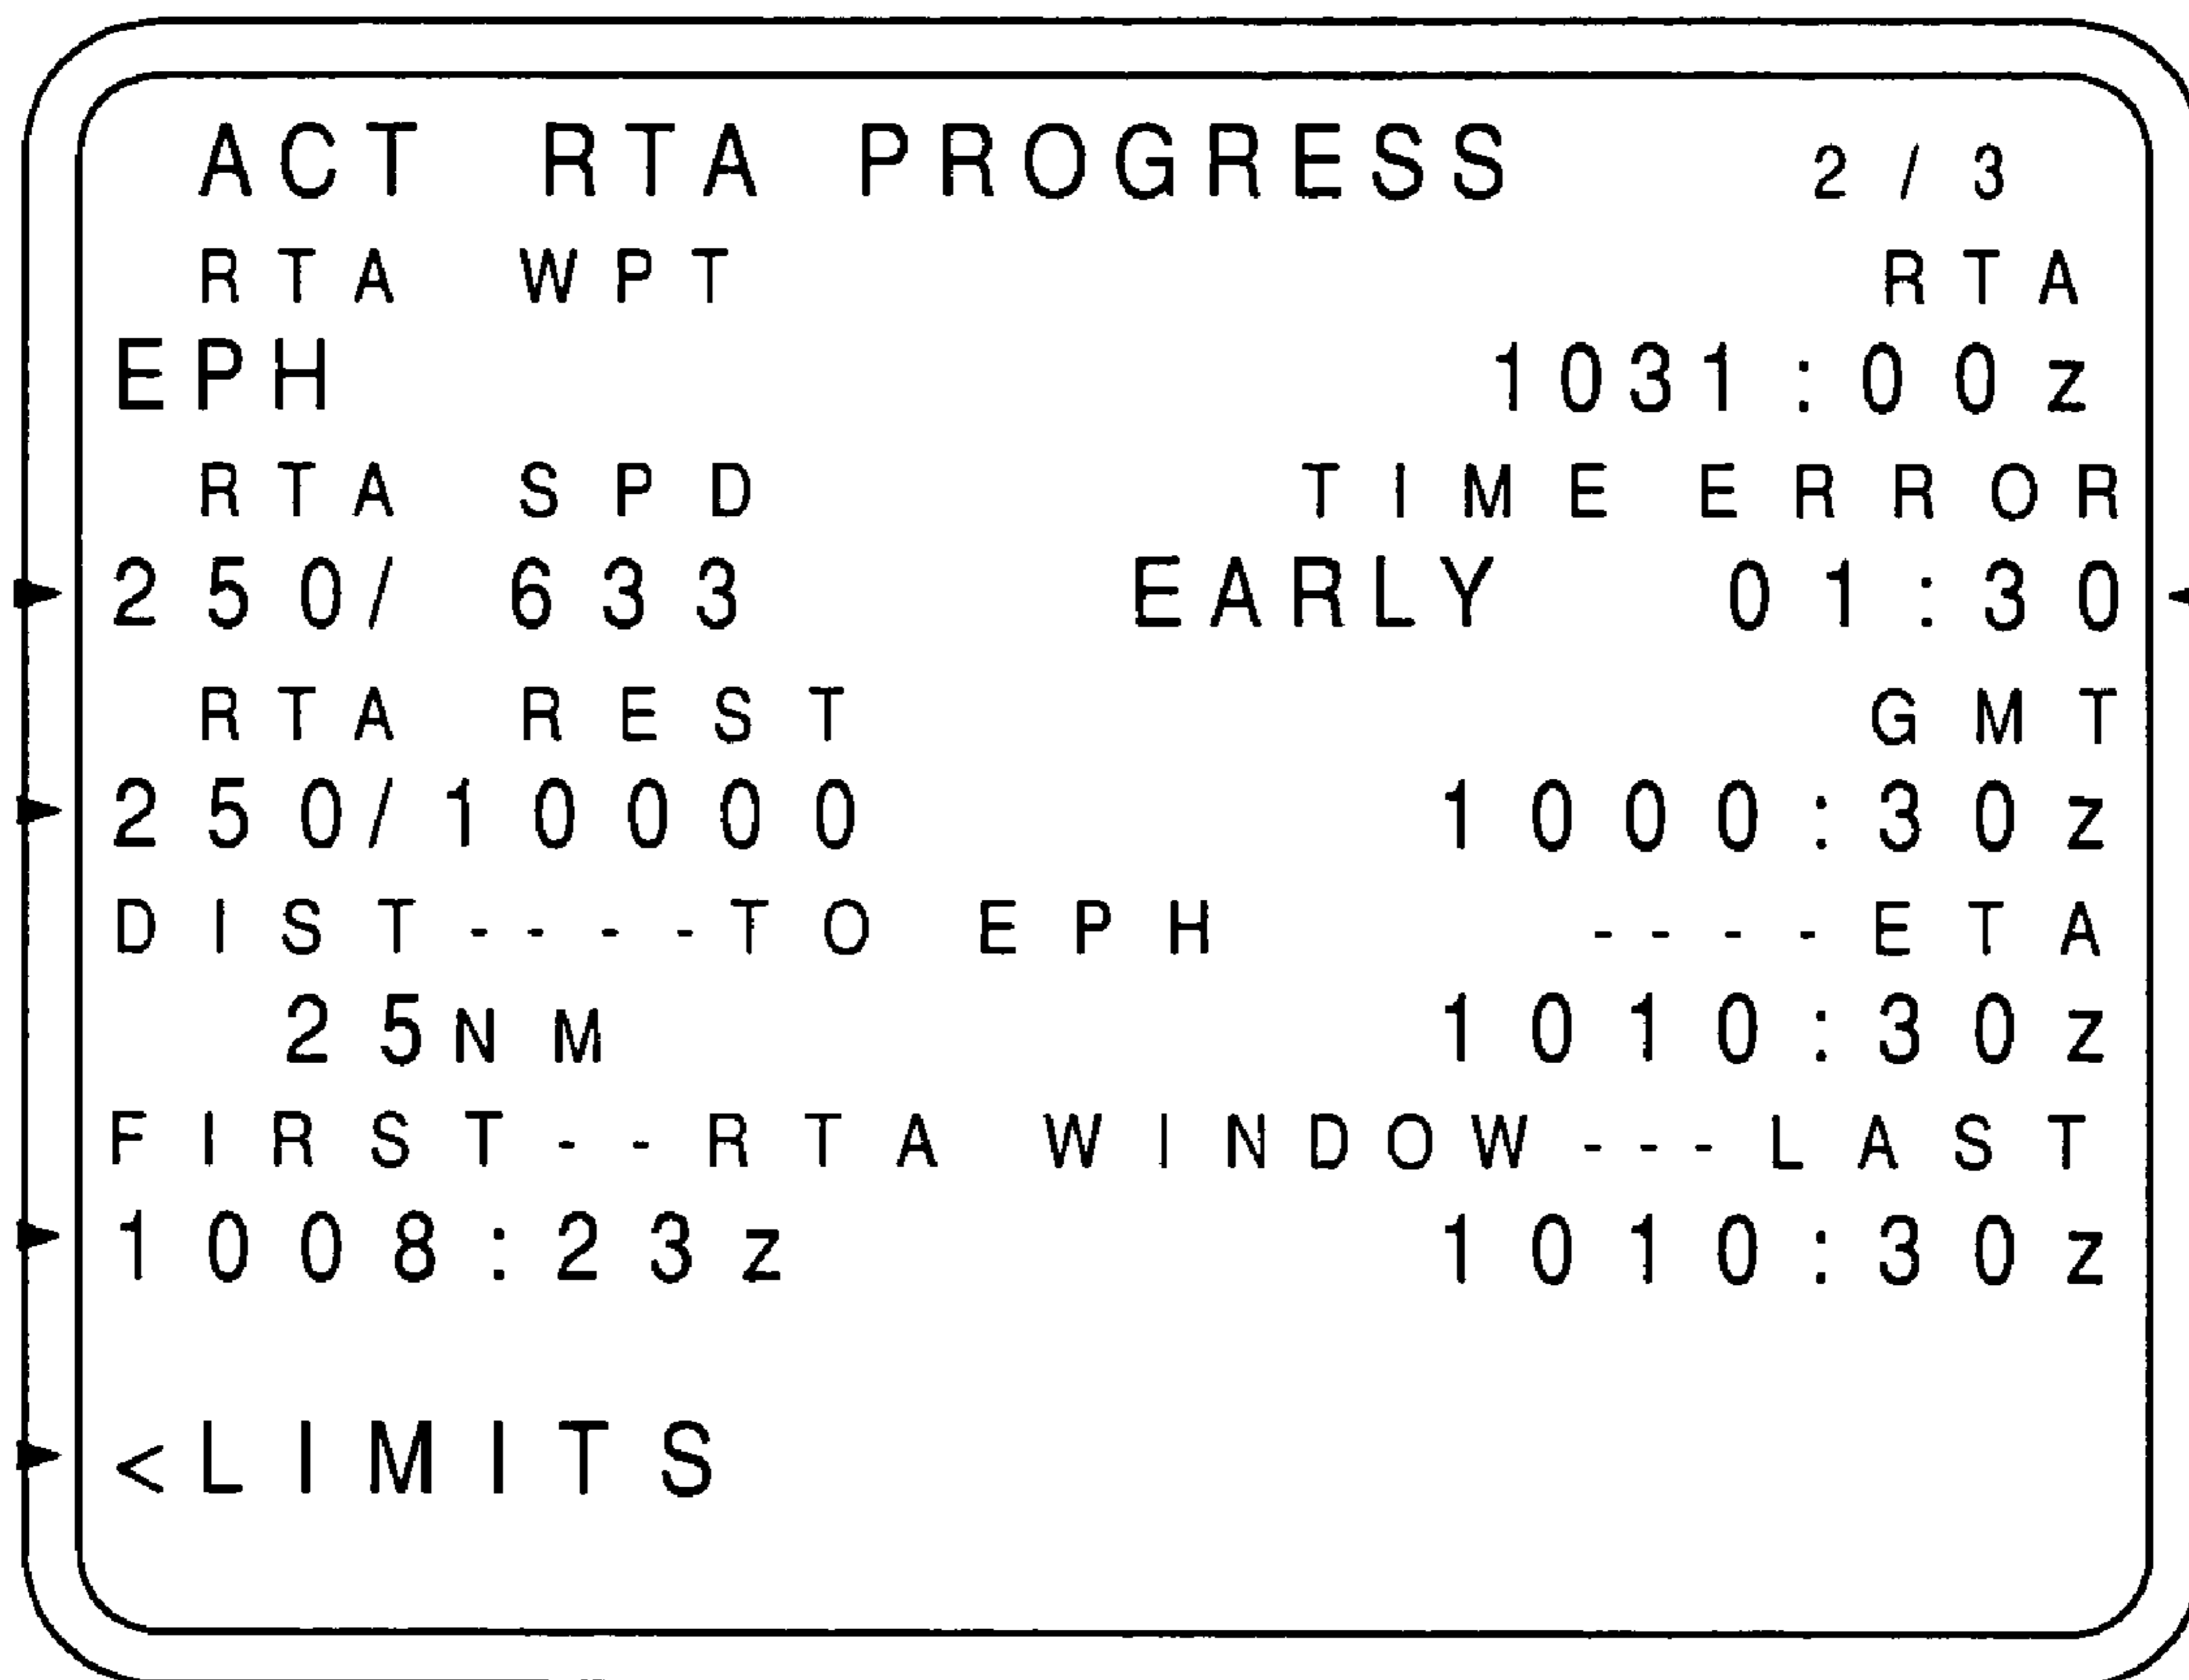 ACT RTA PROGRESS 2/3
RTA WPT RTA
EPH 1031:00z
RTA SPD TIME ERROR
250/ 633 EARLY 01:30
RTA REST GMT
250/10000 1000:30z
DIST----TO EPH ----ETA
25NM 1010:30z
FIRST--RTA WINDOW---LAST
1008:23z 1010:30z
<LIMITS